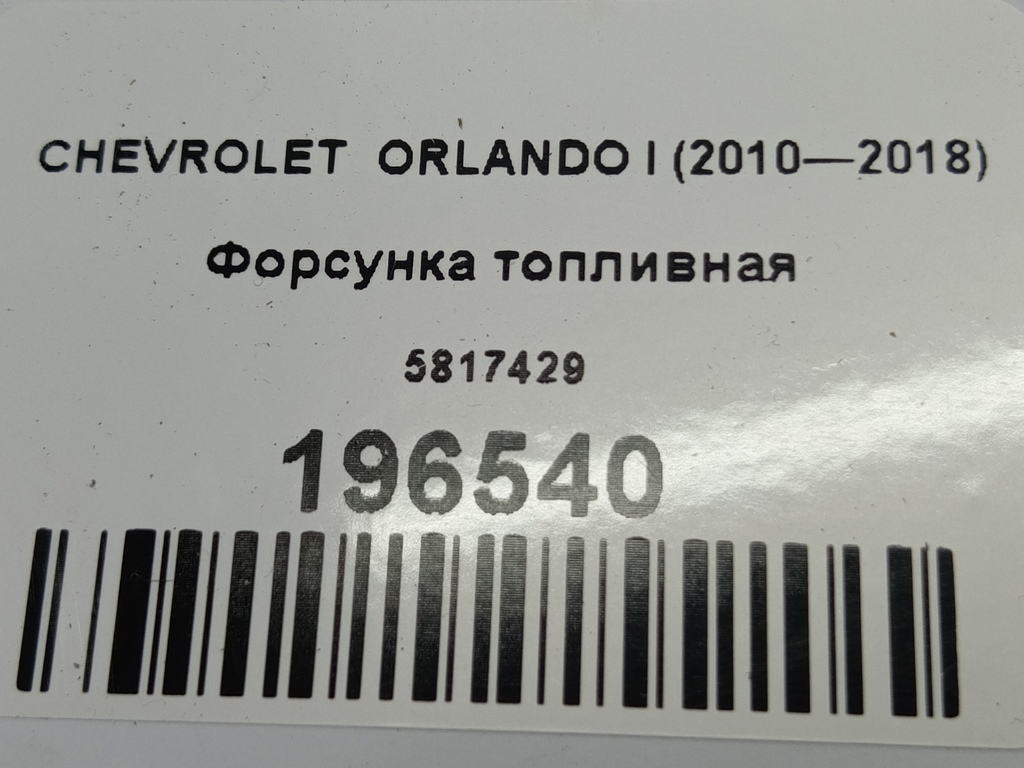 CHEVROLET ORLANDO I (2010—2018)
Форсунка топливная
5817429
196540